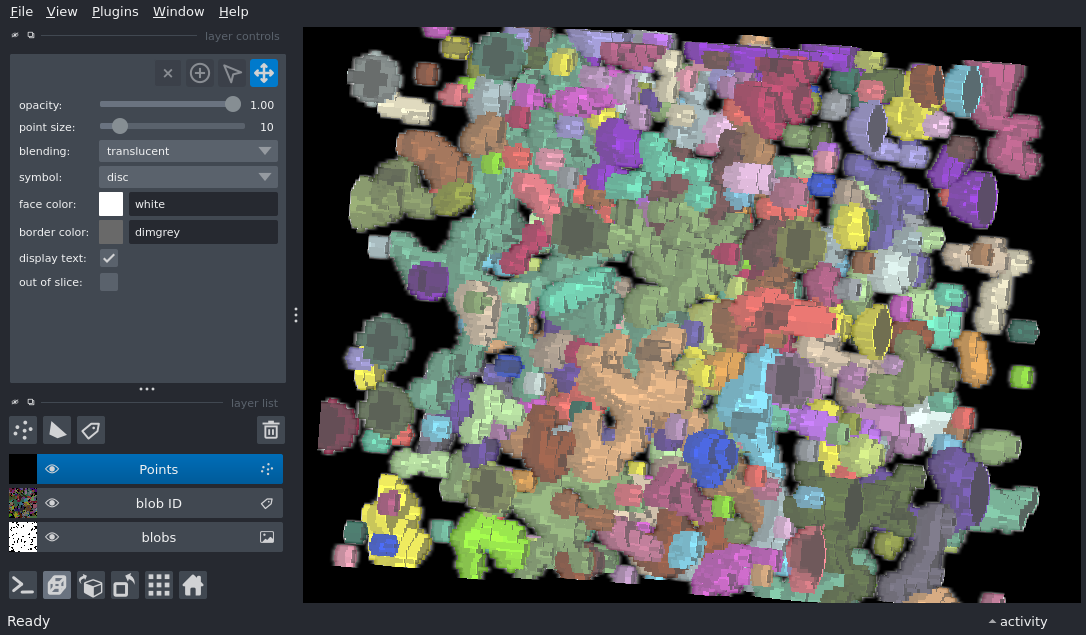 File View Plugins Window Help
layer controls
opacity: 1.00
point size: 10
blending: translucent
symbol: disc
face color: white
border color: dimgrey
display text:
out of slice:
layer list
Points
blob ID
blobs
Ready
activity